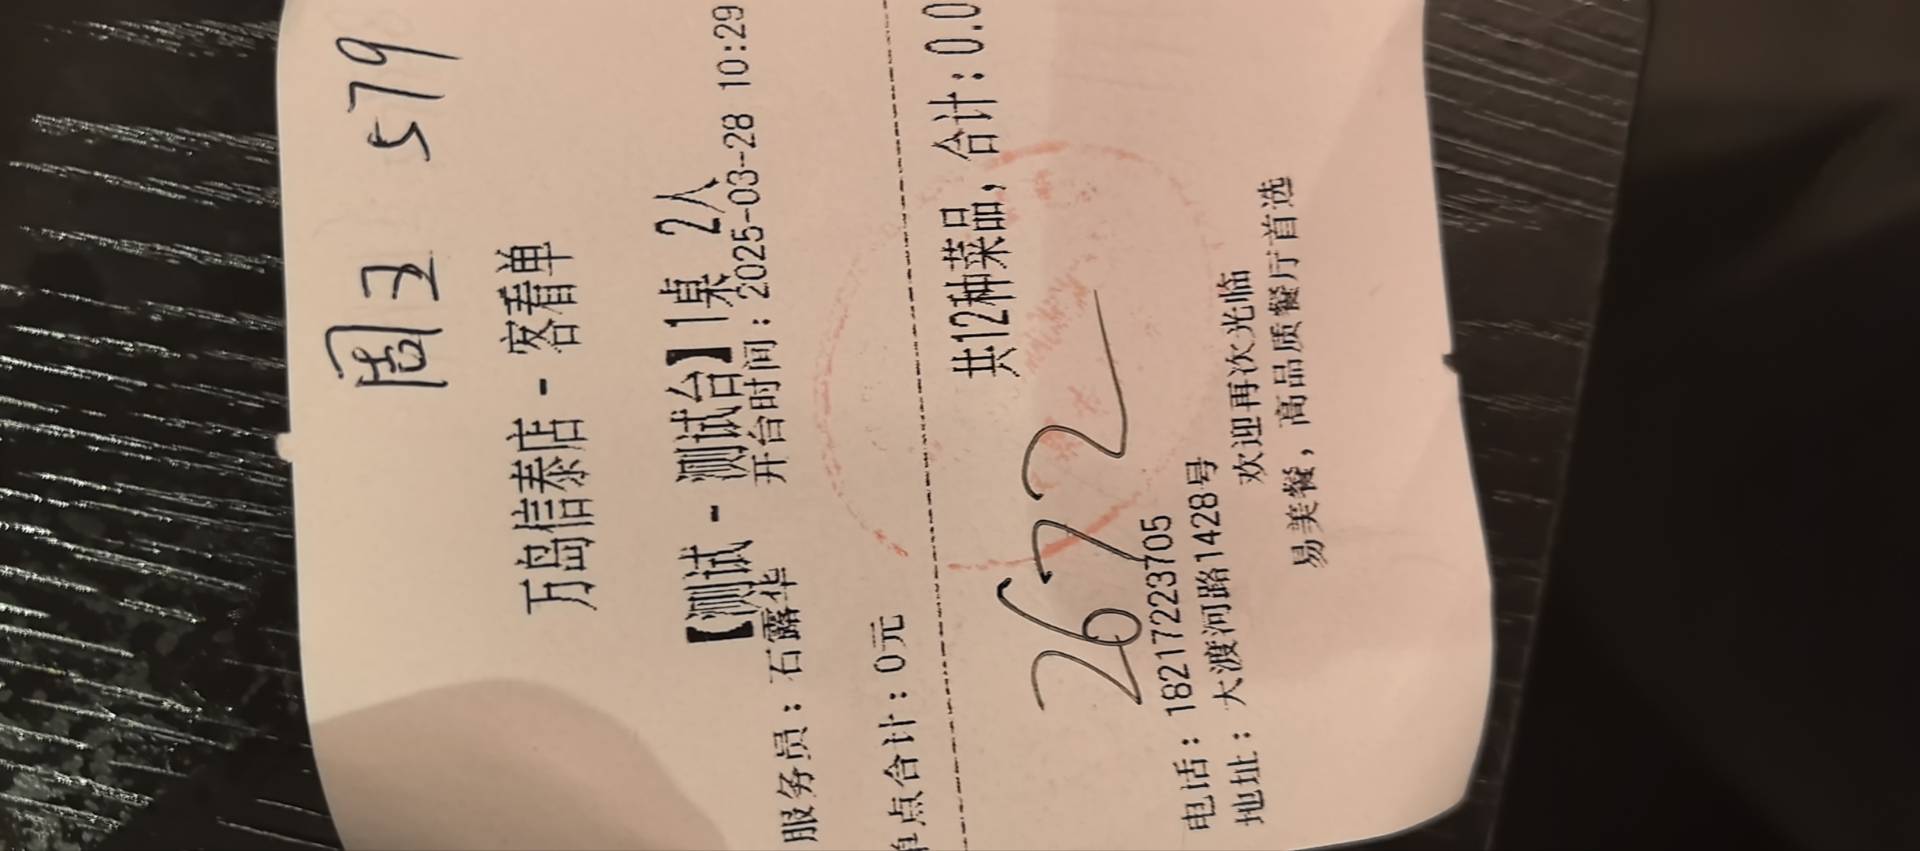 周五 579
万岛信泰店 - 客看单
【测试 - 测试台】1桌 2人
服务员：石露华 开台时间：2025-03-28 10:29
单点合计：0元
共12种菜品，合计：0.0
2672
电话：18217223705
地址：大渡河路1428号
欢迎再次光临
易美餐，高品质餐厅首选